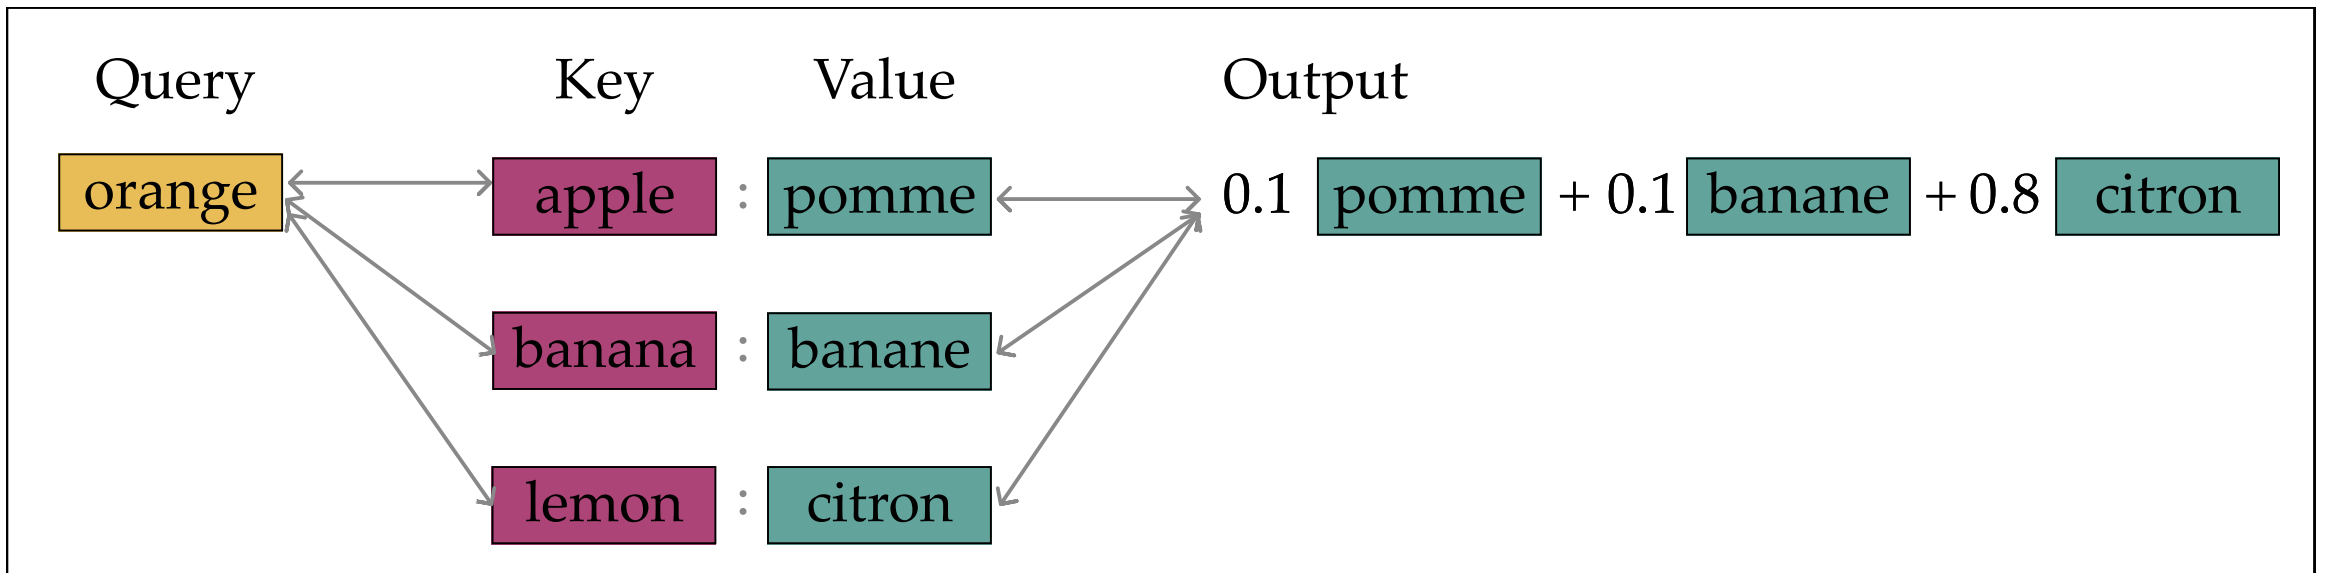 Query Key Value Output
orange apple : pomme 0.1 pomme + 0.1 banane + 0.8 citron
banana : banane
lemon : citron